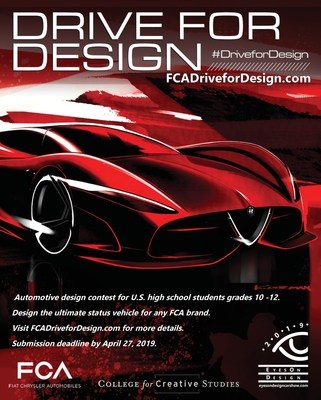 DRIVE FOR
DESIGN
#DriveforDesign
FCADriveforDesign.com
Automotive design contest for U.S. high school students grades 10 -12.
Design the ultimate status vehicle for any FCA brand.
Visit FCADriveforDesign.com for more details.
Submission deadline by April 27, 2019.
2019
EYESON
DESIGN
eyesondesigncarshow.com
FCA
FIAT CHRYSLER AUTOMOBILES
COLLEGE for CREATIVE STUDIES